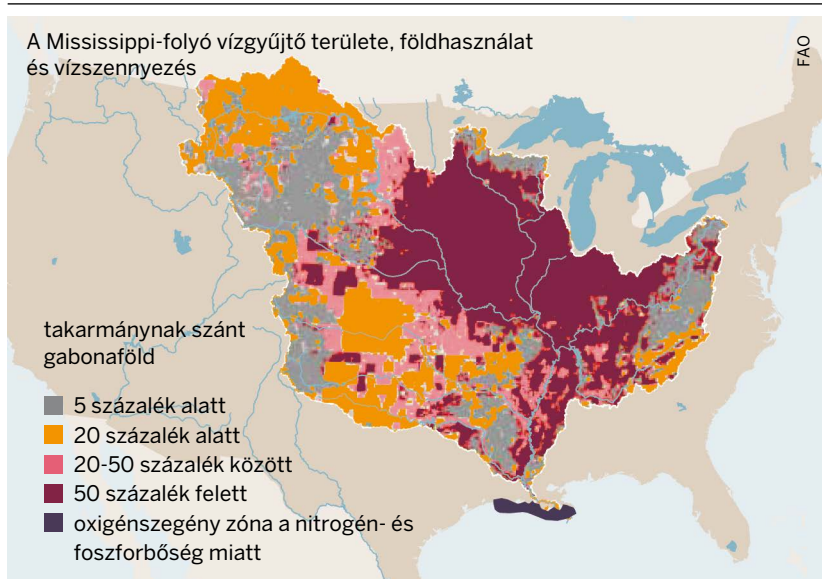 A Mississippi-folyó vízgyűjtő területe, földhasználat
és vízszennyezés
FAO
takarmánynak szánt
gabonaföld
5 százalék alatt
20 százalék alatt
20-50 százalék között
50 százalék felett
oxigénszegény zóna a nitrogén- és
foszforbőség miatt